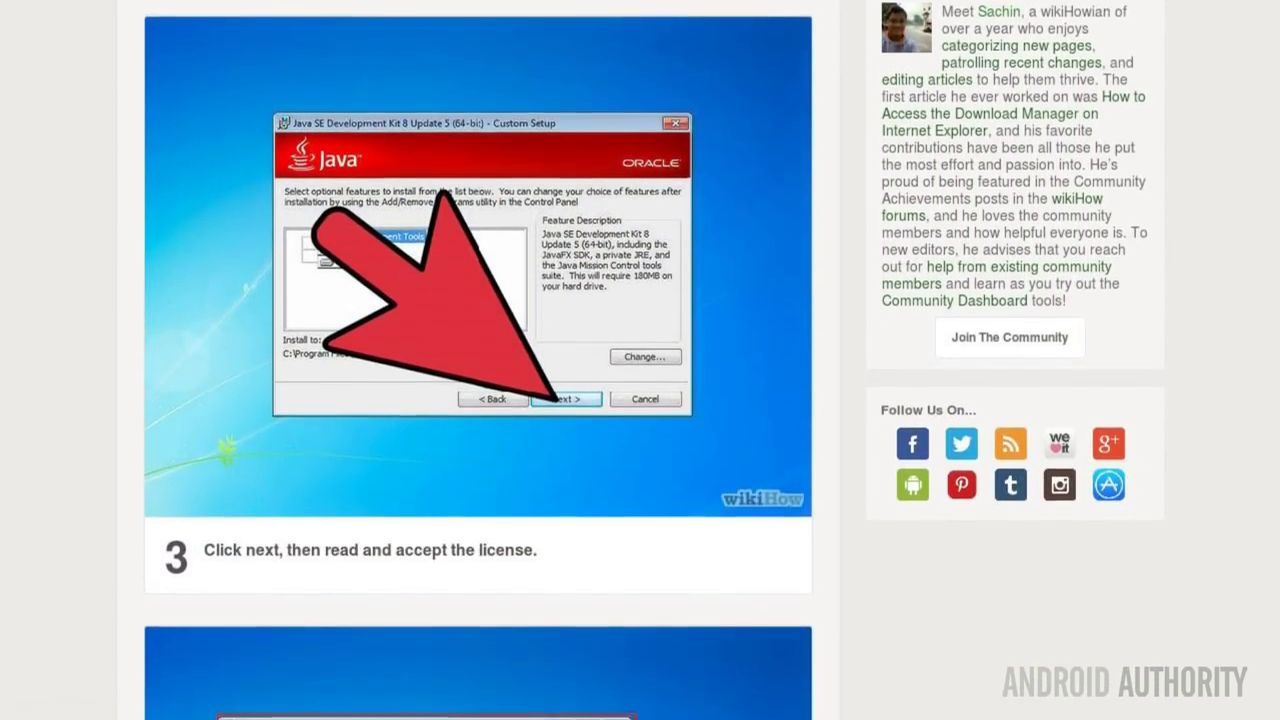 Java SE Development Kit 8 Update 5 (64-bit) - Custom Setup
Java
ORACLE
Select optional features to install from the list below. You can change your choice of features after
installation by using the Add/Remove utility in the Control Panel
Tools
Feature Description
Java SE Development Kit 8
Update 5 (64-bit), including the
JavaFX SDK, a private JRE, and
the Java Mission Control tools
suite. This will require 180MB on
your hard drive.
Install to:
C:\Program
Change...
< Back
Next >
Cancel
wikiHow
3
Click next, then read and accept the license.
Meet Sachin, a wikiHowian of
over a year who enjoys
categorizing new pages,
patrolling recent changes, and
editing articles to help them thrive. The
first article he ever worked on was How to
Access the Download Manager on
Internet Explorer, and his favorite
contributions have been all those he put
the most effort and passion into. He's
proud of being featured in the Community
Achievements posts in the wikiHow
forums, and he loves the community
members and how helpful everyone is. To
new editors, he advises that you reach
out for help from existing community
members and learn as you try out the
Community Dashboard tools!
Join The Community
Follow Us On...
f
we
it
g+
t
ANDROID AUTHORITY